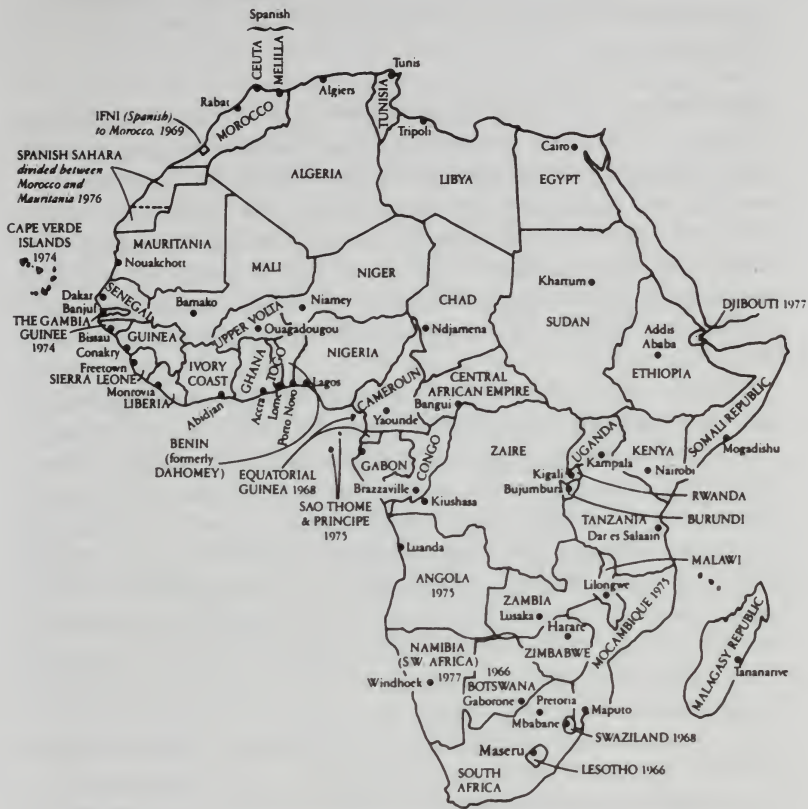 Spanish
CEUTA
MELILLA
Tunis
Algiers
Rabat
TUNISIA
IFNI (Spanish)
to Morocco, 1969
MOROCCO
Tripoli
Cairo
SPANISH SAHARA
divided between
Morocco and
Mauritania 1976
ALGERIA
LIBYA
EGYPT
CAPE VERDE
ISLANDS
1974
MAURITANIA
Nouakchott
MALI
NIGER
CHAD
Khartum
SUDAN
DJIBOUTI 1977
Dakar
SENEGAL
Banjul
Bamako
Niamey
UPPER VOLTA
Ouagadougou
Ndjamena
Addis
Ababa
ETHIOPIA
THE GAMBIA
GUINEE
1974
Bissau
GUINEA
Conakry
Freetown
SIERRA LEONE
Monrovia
LIBERIA
IVORY
COAST
GHANA
TOGO
NIGERIA
Lagos
Abidjan
Accra
Lome
Porto Novo
CAMEROUN
Yaounde
CENTRAL
AFRICAN EMPIRE
Bangui
SOMALI REPUBLIC
Mogadishu
BENIN
(formerly
DAHOMEY)
EQUATORIAL
GUINEA 1968
GABON
CONGO
ZAIRE
UGANDA
Kampala
KENYA
Nairobi
Kigali
Bujumbura
RWANDA
BURUNDI
SAO THOME
& PRINCIPE
1975
Brazzaville
Kiushasa
TANZANIA
Dar es Salaain
Luanda
MALAWI
ANGOLA
1975
Lilongwe
ZAMBIA
Lusaka
Harare
ZIMBABWE
MOCAMBIQUE 1975
MALAGASY REPUBLIC
Tananarive
NAMIBIA
(S.W. AFRICA)
1977
Windhoek
1966
BOTSWANA
Gaborone
Pretoria
Mbabane
Maputo
SWAZILAND 1968
Maseru
LESOTHO 1966
SOUTH
AFRICA